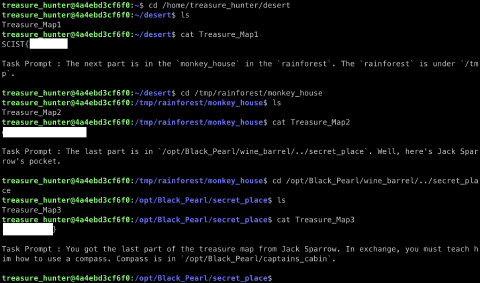 treasure_hunter@4a4ebd3cf6f0:~$ cd /home/treasure_hunter/desert
treasure_hunter@4a4ebd3cf6f0:~/desert$ ls
Treasure_Map1
treasure_hunter@4a4ebd3cf6f0:~/desert$ cat Treasure_Map1
SCIST{
Task Prompt : The next part is in the `monkey_house` in the `rainforest`. The `rainforest` is under `/tm
p`.
treasure_hunter@4a4ebd3cf6f0:~/desert$ cd /tmp/rainforest/monkey_house
treasure_hunter@4a4ebd3cf6f0:/tmp/rainforest/monkey_house$ ls
Treasure_Map2
treasure_hunter@4a4ebd3cf6f0:/tmp/rainforest/monkey_house$ cat Treasure_Map2
Task Prompt : The last part is in `/opt/Black_Pearl/wine_barrel/../secret_place`. Well, here's Jack Spar
row's pocket.
treasure_hunter@4a4ebd3cf6f0:/tmp/rainforest/monkey_house$ cd /opt/Black_Pearl/wine_barrel/../secret_pla
ce
treasure_hunter@4a4ebd3cf6f0:/opt/Black_Pearl/secret_place$ ls
Treasure_Map3
treasure_hunter@4a4ebd3cf6f0:/opt/Black_Pearl/secret_place$ cat Treasure_Map3
}
Task Prompt : You got the last part of the treasure map from Jack Sparrow. In exchange, you must teach h
im how to use a compass. Compass is in `/opt/Black_Pearl/captains_cabin`.
treasure_hunter@4a4ebd3cf6f0:/opt/Black_Pearl/secret_place$